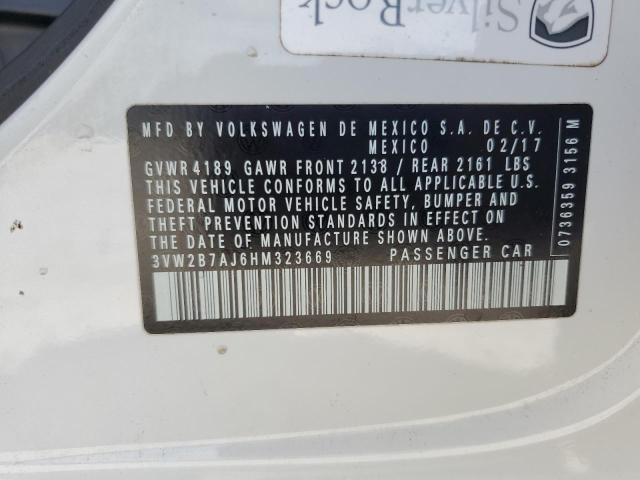 SilverRock
MFD BY VOLKSWAGEN DE MEXICO S.A. DE C.V.
MEXICO 02/17
GVWR 4189 GAWR FRONT 2138 / REAR 2161 LBS
THIS VEHICLE CONFORMS TO ALL APPLICABLE U.S.
FEDERAL MOTOR VEHICLE SAFETY, BUMPER AND
THEFT PREVENTION STANDARDS IN EFFECT ON
THE DATE OF MANUFACTURE SHOWN ABOVE.
3VW2B7AJ6HM323669 PASSENGER CAR
0736359 3156 M